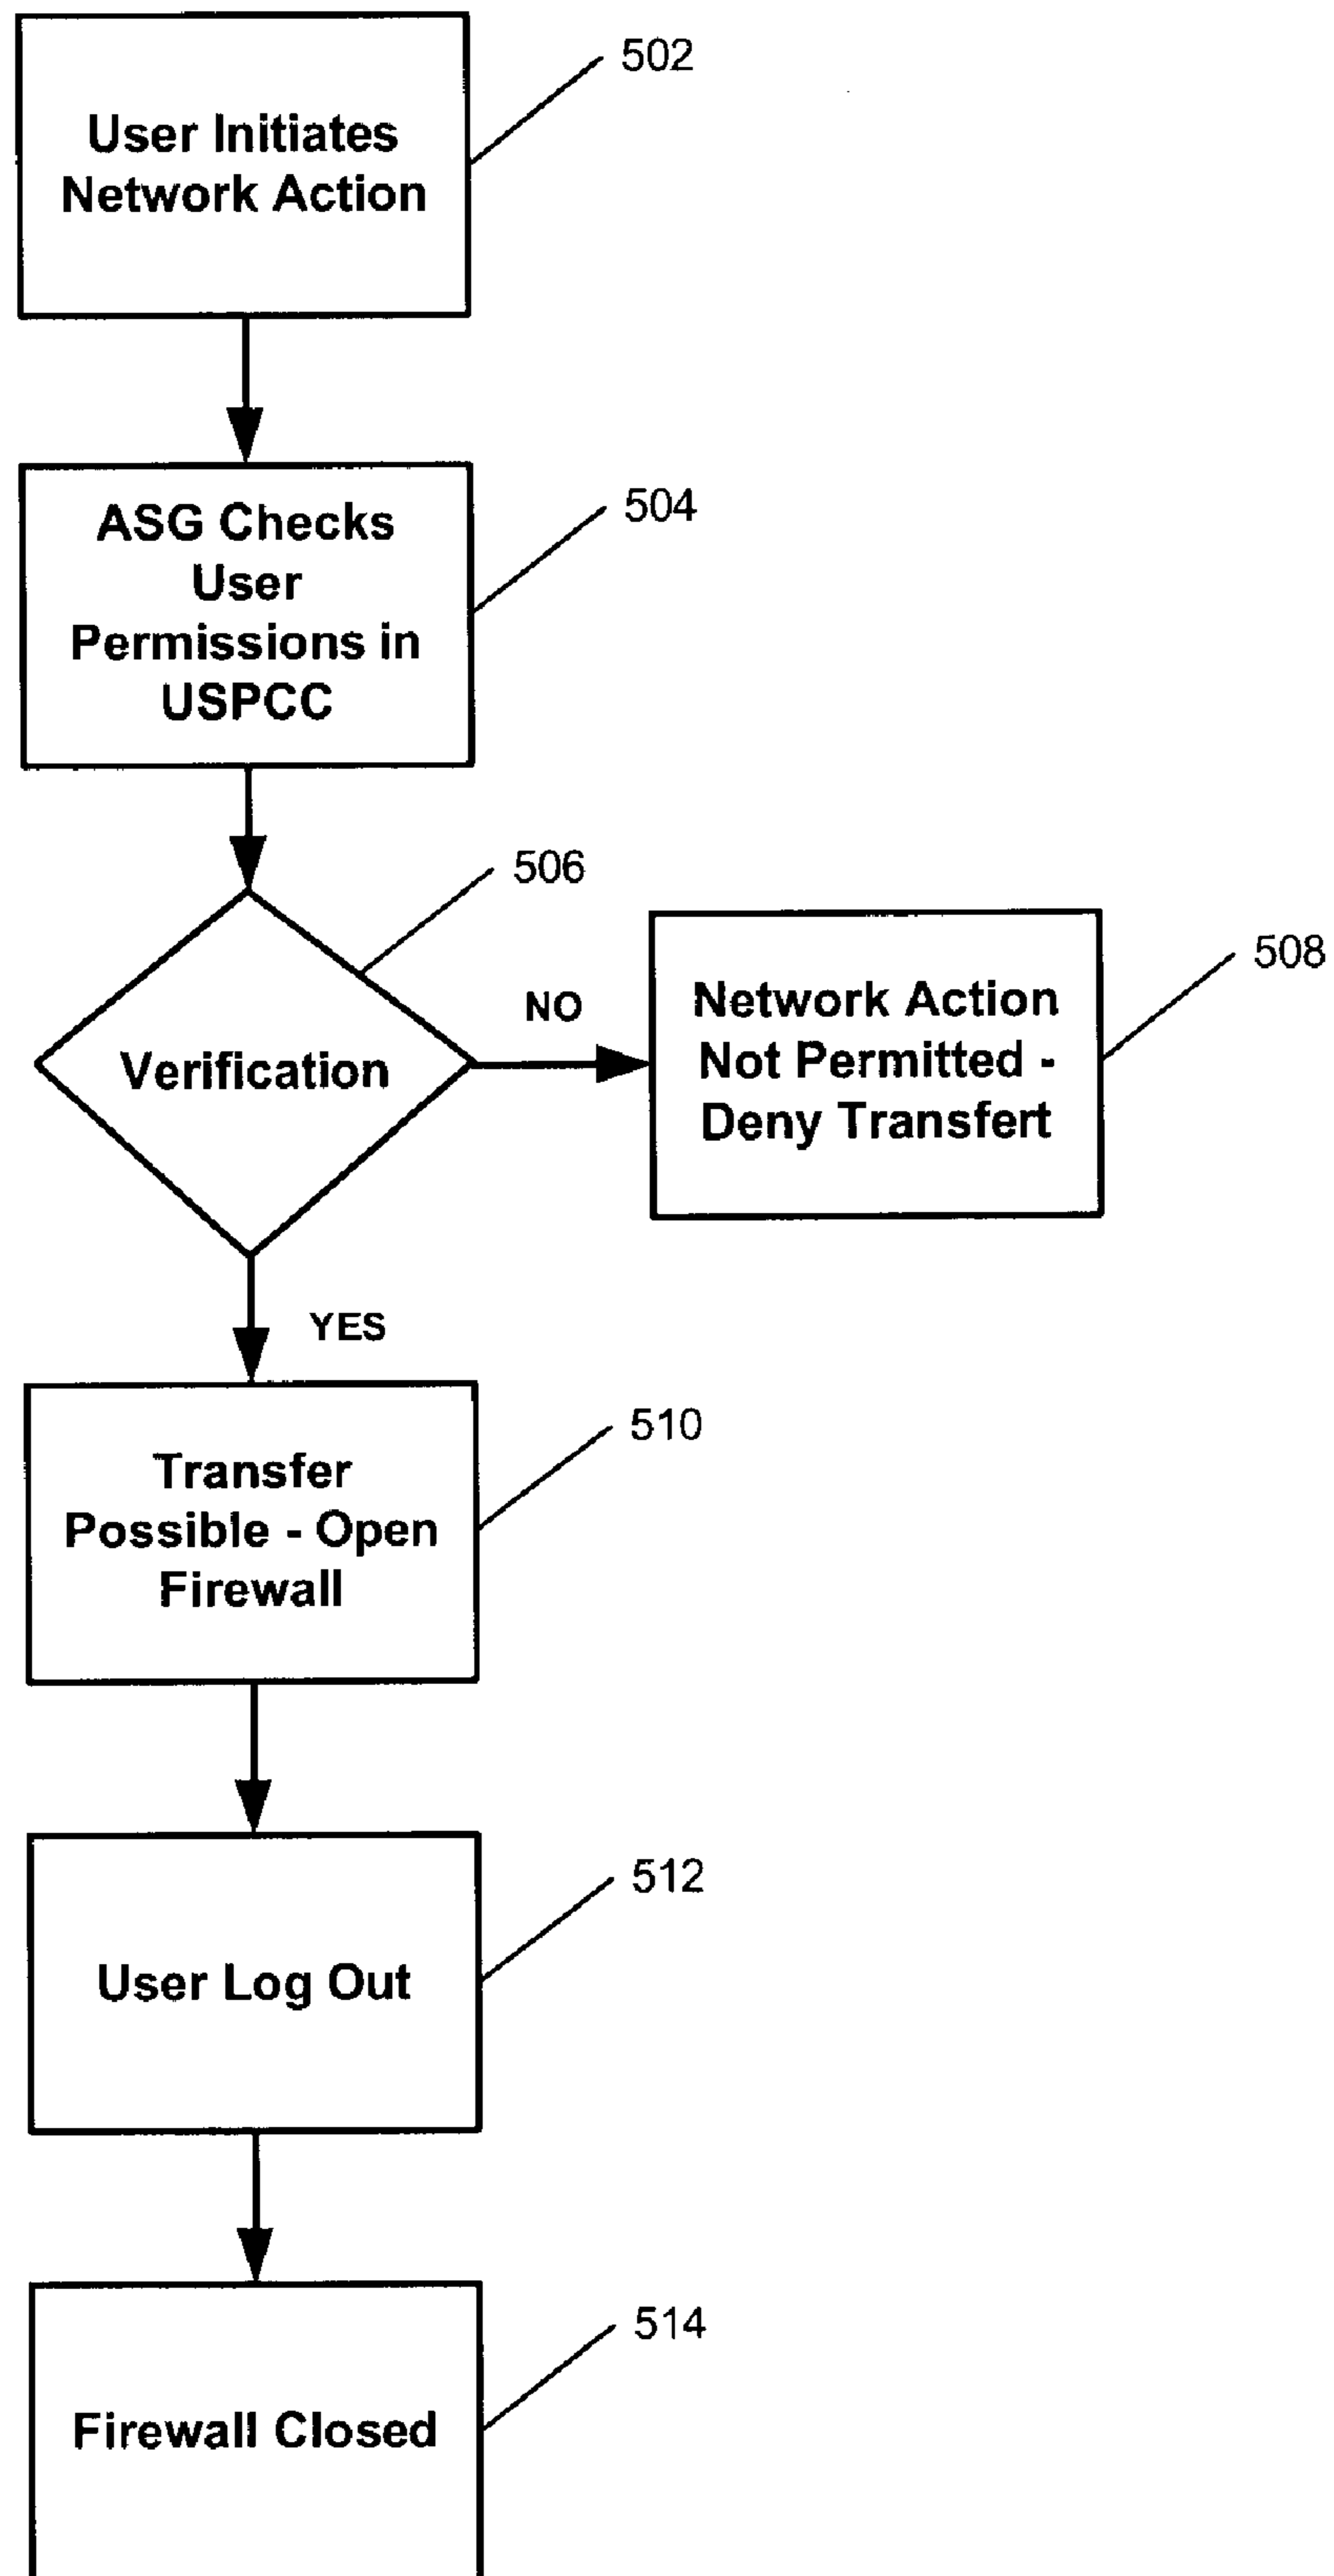 502
User Initiates
Network Action
504
ASG Checks
User
Permissions in
USPCC
506
Verification
NO
508
Network Action
Not Permitted -
Deny Transfert
YES
510
Transfer
Possible - Open
Firewall
512
User Log Out
514
Firewall Closed